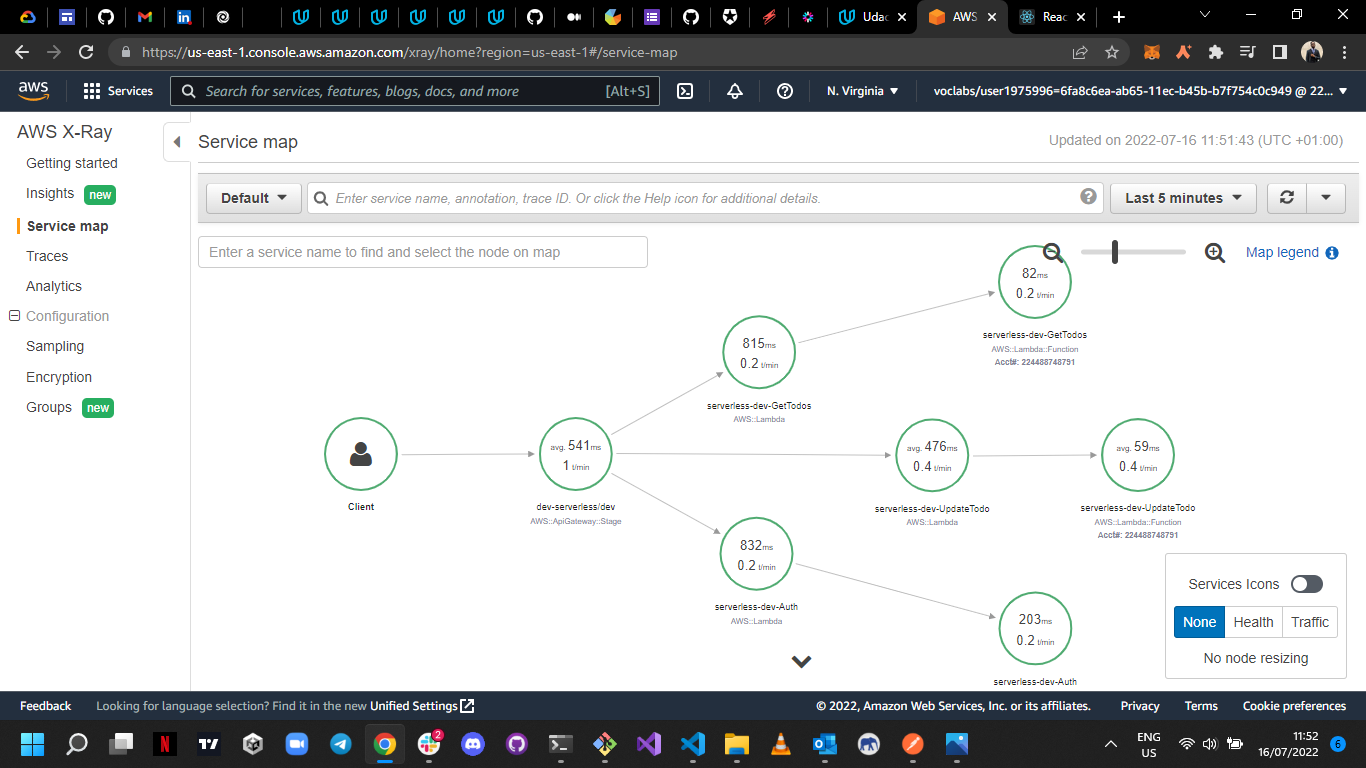 Udac
AWS
Reac
https://us-east-1.console.aws.amazon.com/xray/home?region=us-east-1#/service-map
aws
Services
Search for services, features, blogs, docs, and more
[Alt+S]
N. Virginia
voclabs/user1975996=6fa8c6ea-ab65-11ec-b45b-b7f754c0c949 @ 22...
AWS X-Ray
Getting started
Insights new
Service map
Traces
Analytics
Configuration
Sampling
Encryption
Groups new
Service map
Updated on 2022-07-16 11:51:43 (UTC +01:00)
Default
Enter service name, annotation, trace ID. Or click the Help icon for additional details.
Last 5 minutes
Enter a service name to find and select the node on map
Map legend
82ms
0.2 t/min
serverless-dev-GetTodos
AWS::Lambda::Function
Acct#: 224488748791
815ms
0.2 t/min
serverless-dev-GetTodos
AWS::Lambda
Client
avg. 541ms
1 t/min
dev-serverless/dev
AWS::ApiGateway::Stage
avg. 476ms
0.4 t/min
serverless-dev-UpdateTodo
AWS::Lambda
avg. 59ms
0.4 t/min
serverless-dev-UpdateTodo
AWS::Lambda::Function
Acct#: 224488748791
832ms
0.2 t/min
serverless-dev-Auth
AWS::Lambda
203ms
0.2 t/min
serverless-dev-Auth
Services Icons
None Health Traffic
No node resizing
Feedback
Looking for language selection? Find it in the new Unified Settings
© 2022, Amazon Web Services, Inc. or its affiliates.
Privacy
Terms
Cookie preferences
2
ENG
US
11:52
16/07/2022
6